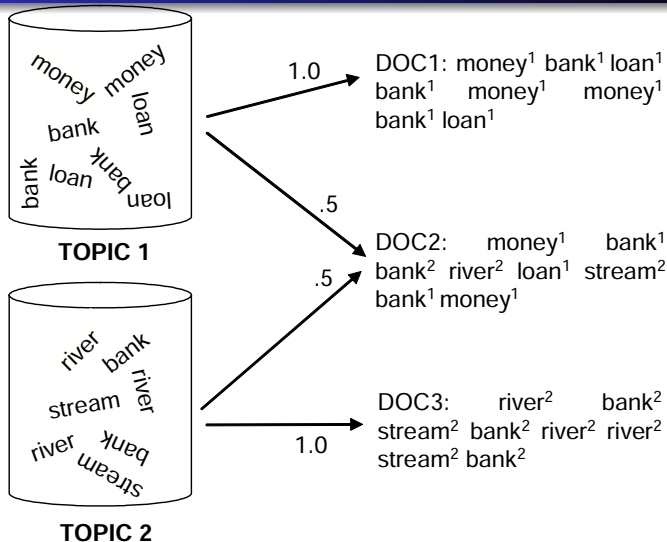 money
money
loan
bank
bank
loan
bank
loan
TOPIC 1
river
bank
river
stream
river
bank
stream
TOPIC 2
1.0
.5
.5
1.0
DOC1: money¹ bank¹ loan¹
bank¹ money¹ money¹
bank¹ loan¹
DOC2: money¹ bank¹
bank² river² loan¹ stream²
bank¹ money¹
DOC3: river² bank²
stream² bank² river² river²
stream² bank²